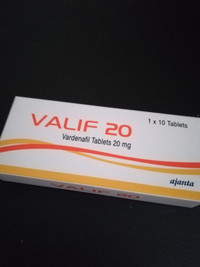 VALIF 20
1 x 10 Tablets
Vardenafil Tablets 20 mg
ajanta